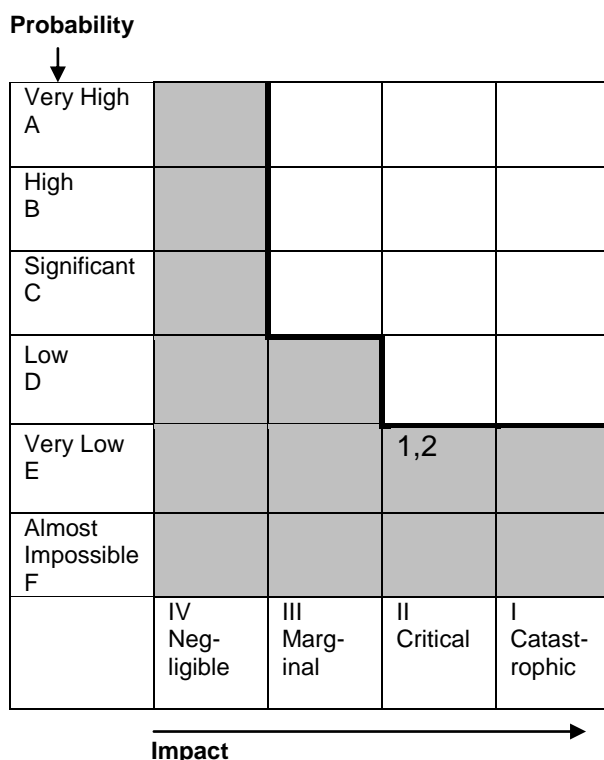 Probability
Very High
A
High
B
Significant
C
Low
D
Very Low
E
1,2
Almost
Impossible
F
IV
Neg-
ligible
III
Marg-
inal
II
Critical
I
Catast-
rophic
Impact